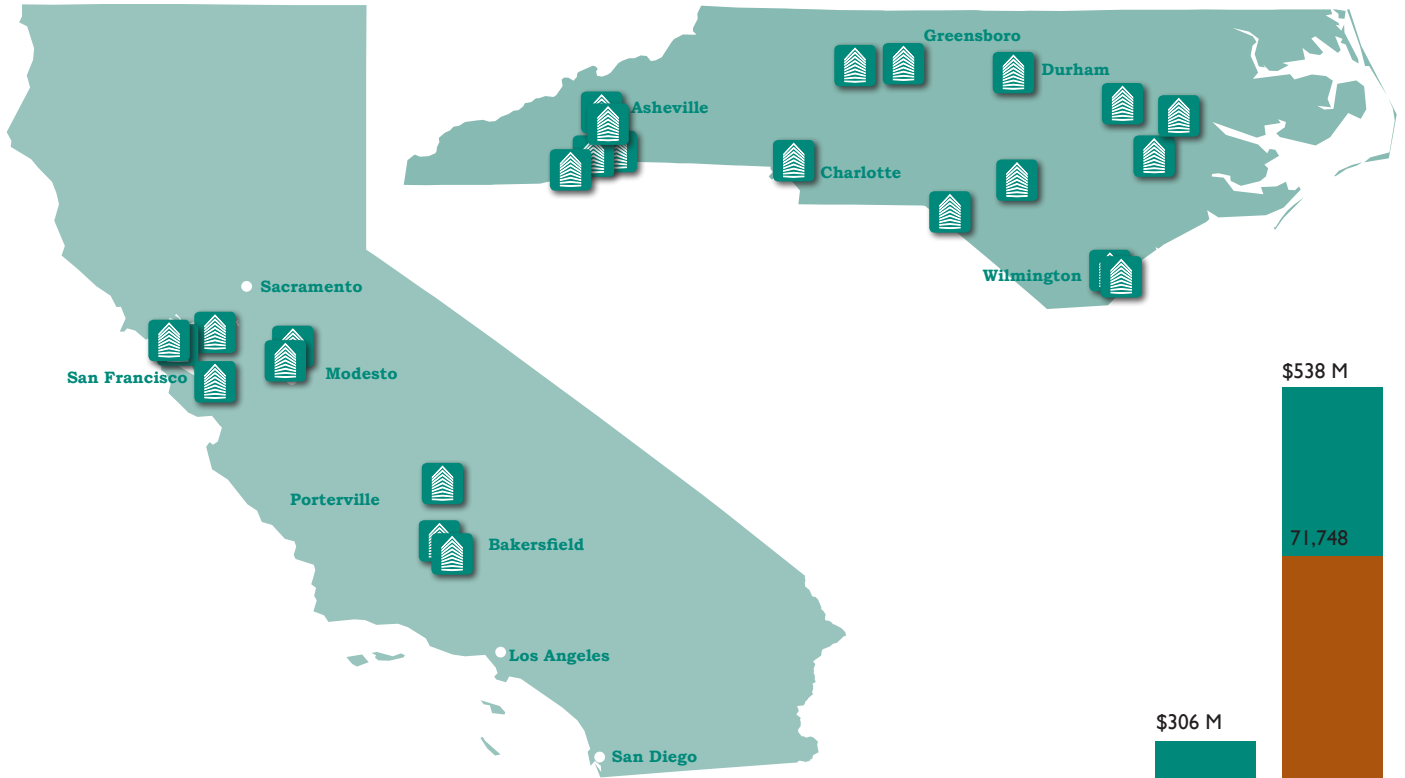 Greensboro
Durham
Asheville
Charlotte
Wilmington
Sacramento
San Francisco
Modesto
Porterville
Bakersfield
Los Angeles
San Diego
$538 M
71,748
$306 M